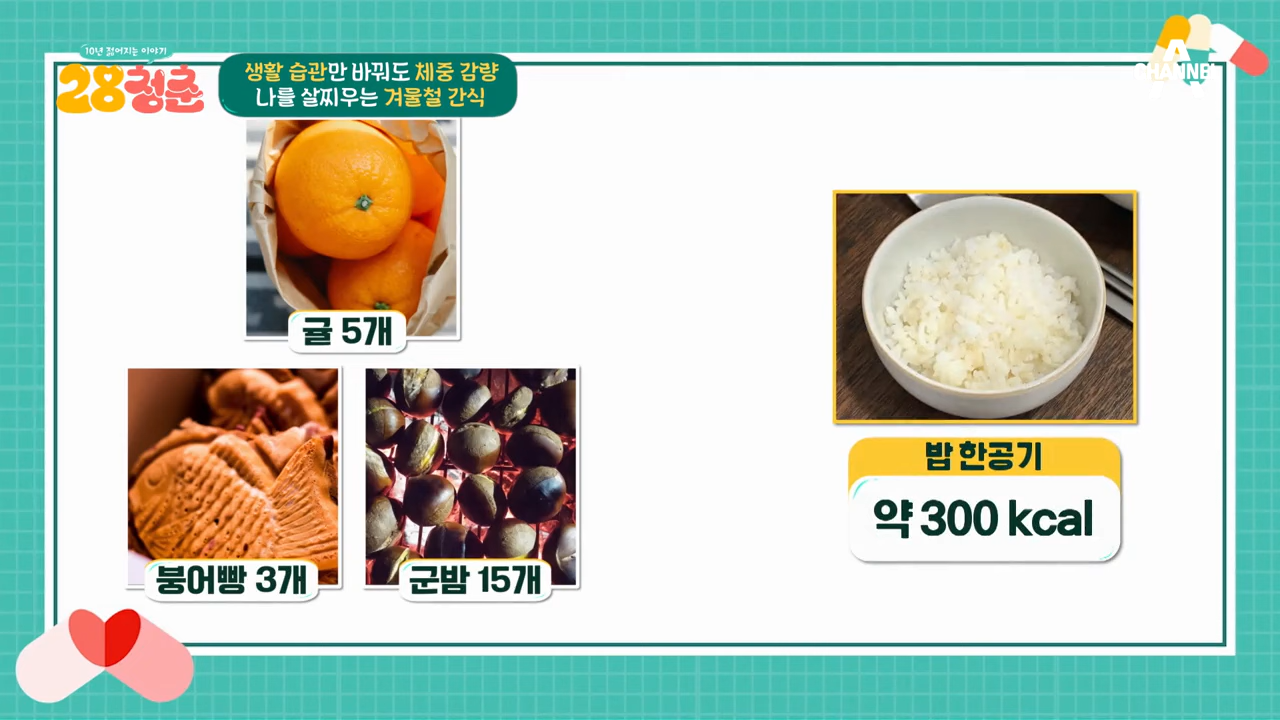 10년 젊어지는 이야기
28청춘
생활 습관만 바꿔도 체중 감량
나를 살찌우는 겨울철 간식
CHANNEL A
귤 5개
붕어빵 3개
군밤 15개
밥 한공기
약 300 kcal